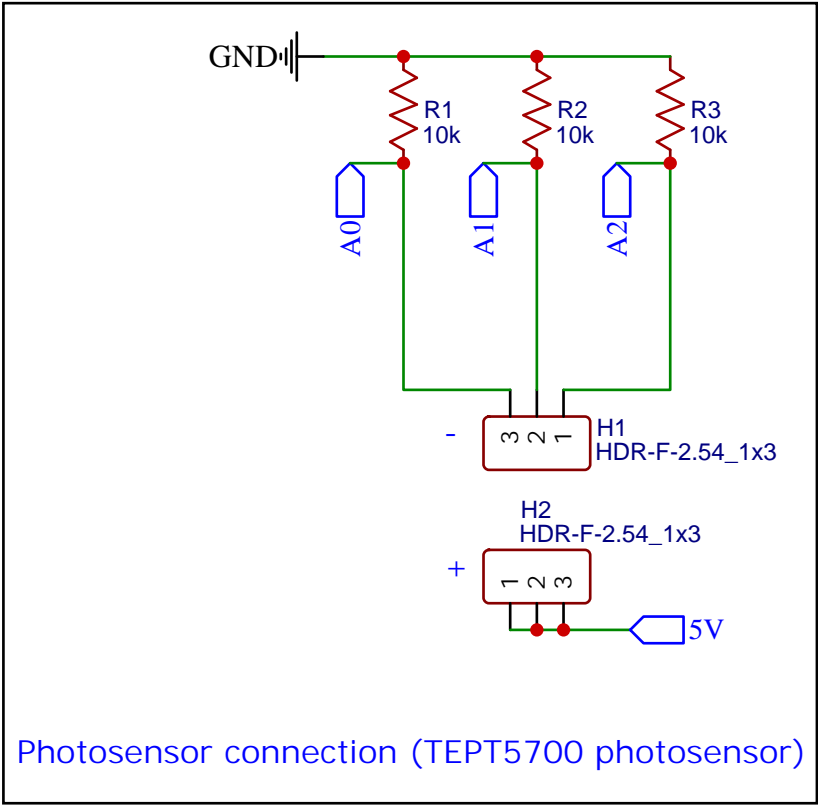 GND
R1
10k
R2
10k
R3
10k
A0
A1
A2
-
3 2 1
H1
HDR-F-2.54_1x3
H2
HDR-F-2.54_1x3
+
1 2 3
5V
Photosensor connection (TEPT5700 photosensor)